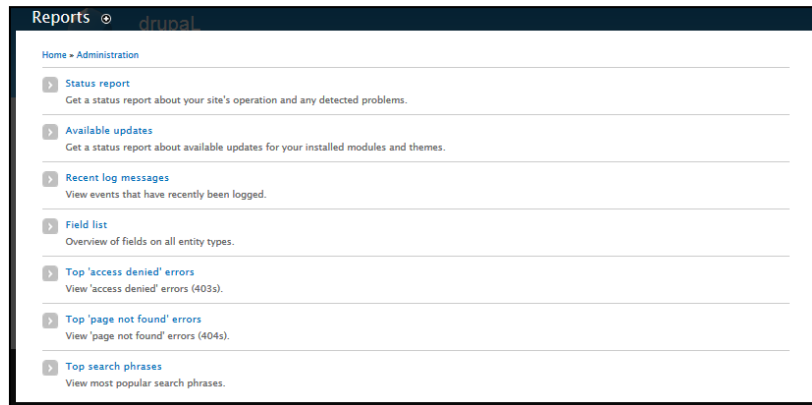 Reports
drupaL
Home » Administration
Status report
Get a status report about your site's operation and any detected problems.
Available updates
Get a status report about available updates for your installed modules and themes.
Recent log messages
View events that have recently been logged.
Field list
Overview of fields on all entity types.
Top 'access denied' errors
View 'access denied' errors (403s).
Top 'page not found' errors
View 'page not found' errors (404s).
Top search phrases
View most popular search phrases.